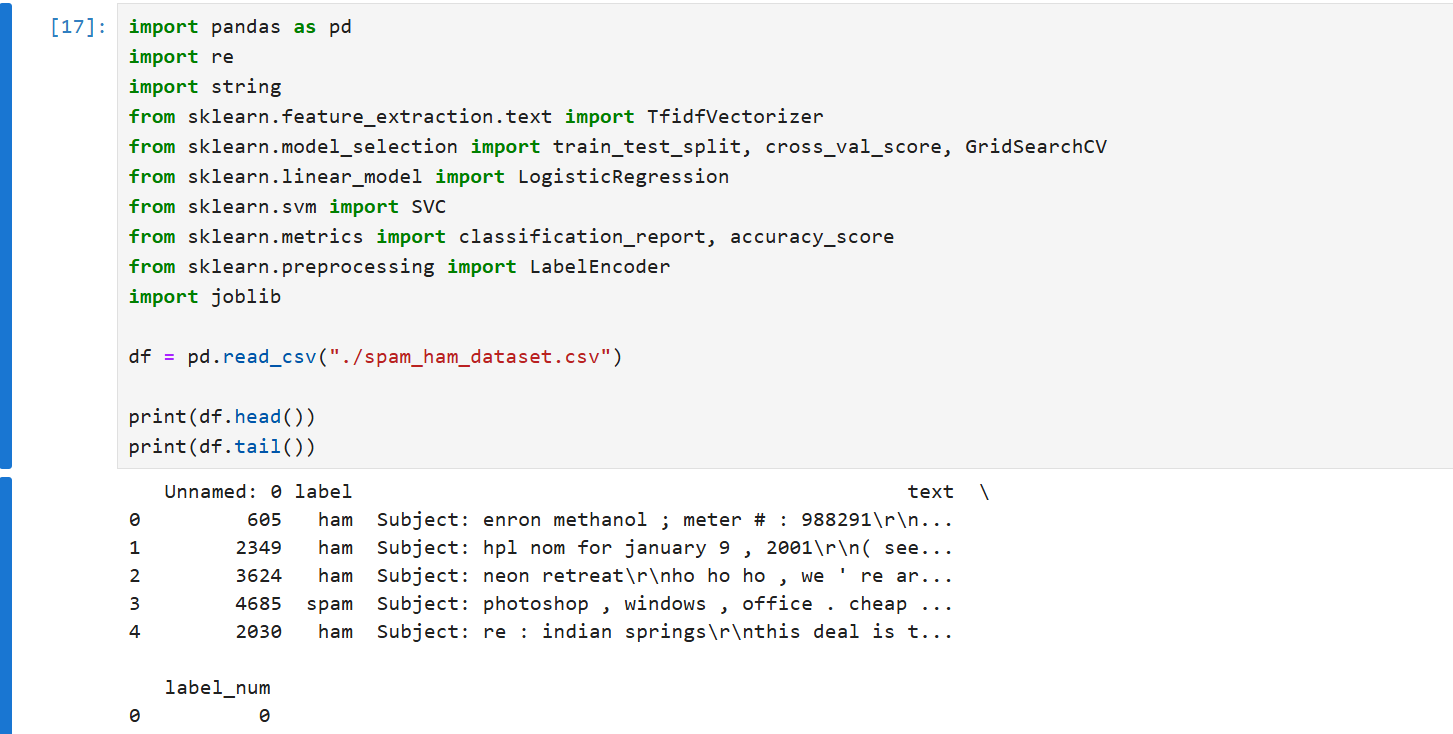 [17]: import pandas as pd
import re
import string
from sklearn.feature_extraction.text import TfidfVectorizer
from sklearn.model_selection import train_test_split, cross_val_score, GridSearchCV
from sklearn.linear_model import LogisticRegression
from sklearn.svm import SVC
from sklearn.metrics import classification_report, accuracy_score
from sklearn.preprocessing import LabelEncoder
import joblib
df = pd.read_csv("./spam_ham_dataset.csv")
print(df.head())
print(df.tail())
Unnamed: 0 label text \
0 605 ham Subject: enron methanol ; meter # : 988291\r\n...
1 2349 ham Subject: hpl nom for january 9 , 2001\r\n( see...
2 3624 ham Subject: neon retreat\r\nho ho ho , we ' re ar...
3 4685 spam Subject: photoshop , windows , office . cheap ...
4 2030 ham Subject: re : indian springs\r\nthis deal is t...
label_num
0 0